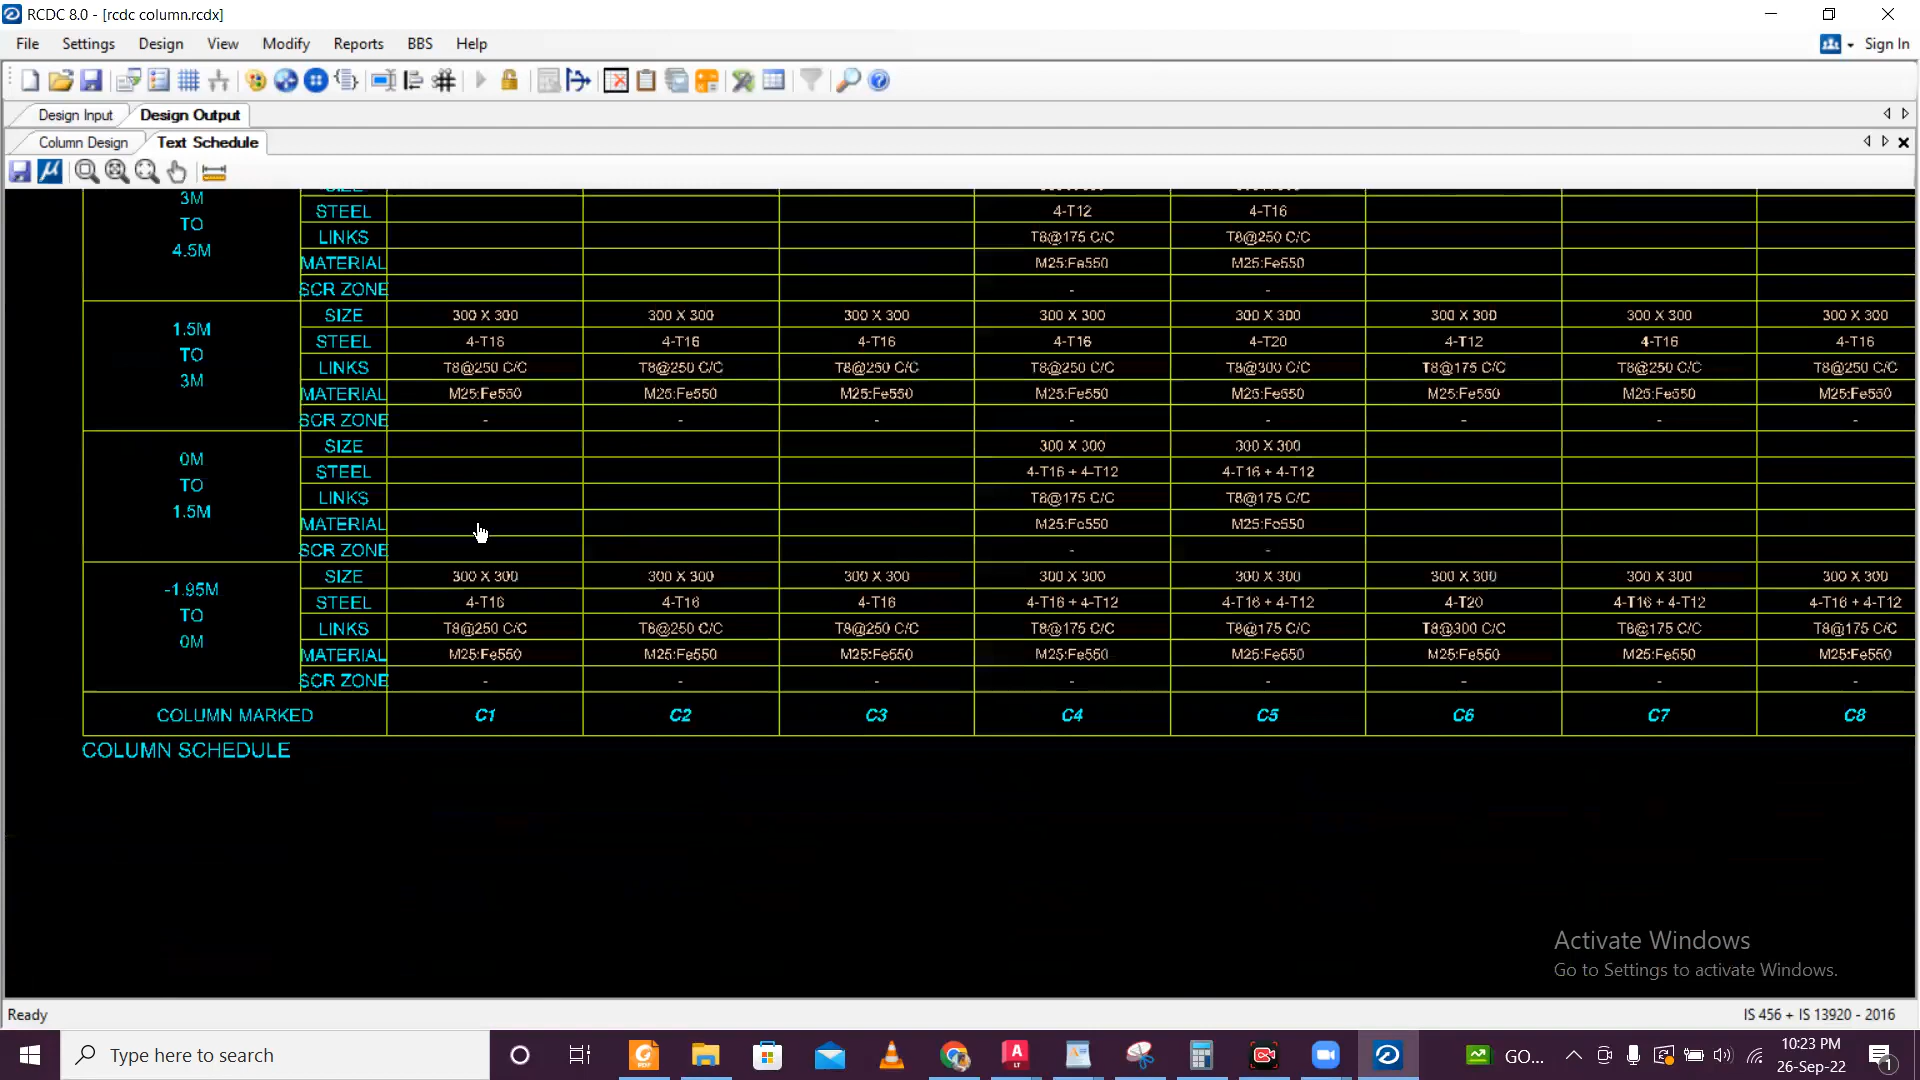 RCDC 8.0 - [rcdc column.rcdx]
File Settings Design View Modify Reports BBS Help
Sign In
Design Input Design Output
Column Design Text Schedule
3M TO 4.5M
STEEL 4-T12 4-T16
LINKS T8@175 C/C T8@250 C/C
MATERIAL M25:Fe550 M25:Fe550
SCR ZONE - -
1.5M TO 3M
SIZE 300 X 300 300 X 300 300 X 300 300 X 300 300 X 300 300 X 300 300 X 300 300 X 300
STEEL 4-T16 4-T16 4-T16 4-T16 4-T20 4-T12 4-T16 4-T16
LINKS T8@250 C/C T8@250 C/C T8@250 C/C T8@250 C/C T8@300 C/C T8@175 C/C T8@250 C/C T8@250 C/C
MATERIAL M25:Fe550 M25:Fe550 M25:Fe550 M25:Fe550 M25:Fe550 M25:Fe550 M25:Fe550 M25:Fe550
SCR ZONE - - - - - - - -
0M TO 1.5M
SIZE 300 X 300 300 X 300
STEEL 4-T16 + 4-T12 4-T16 + 4-T12
LINKS T8@175 C/C T8@175 C/C
MATERIAL M25:Fe550 M25:Fe550
SCR ZONE - -
-1.95M TO 0M
SIZE 300 X 300 300 X 300 300 X 300 300 X 300 300 X 300 300 X 300 300 X 300 300 X 300
STEEL 4-T16 4-T16 4-T16 4-T16 + 4-T12 4-T16 + 4-T12 4-T20 4-T16 + 4-T12 4-T16 + 4-T12
LINKS T8@250 C/C T8@250 C/C T8@250 C/C T8@175 C/C T8@175 C/C T8@300 C/C T8@175 C/C T8@175 C/C
MATERIAL M25:Fe550 M25:Fe550 M25:Fe550 M25:Fe550 M25:Fe550 M25:Fe550 M25:Fe550 M25:Fe550
SCR ZONE - - - - - - - -
COLUMN MARKED C1 C2 C3 C4 C5 C6 C7 C8
COLUMN SCHEDULE
Activate Windows
Go to Settings to activate Windows.
Ready IS 456 + IS 13920 - 2016
Type here to search
GO...
10:23 PM
26-Sep-22
1